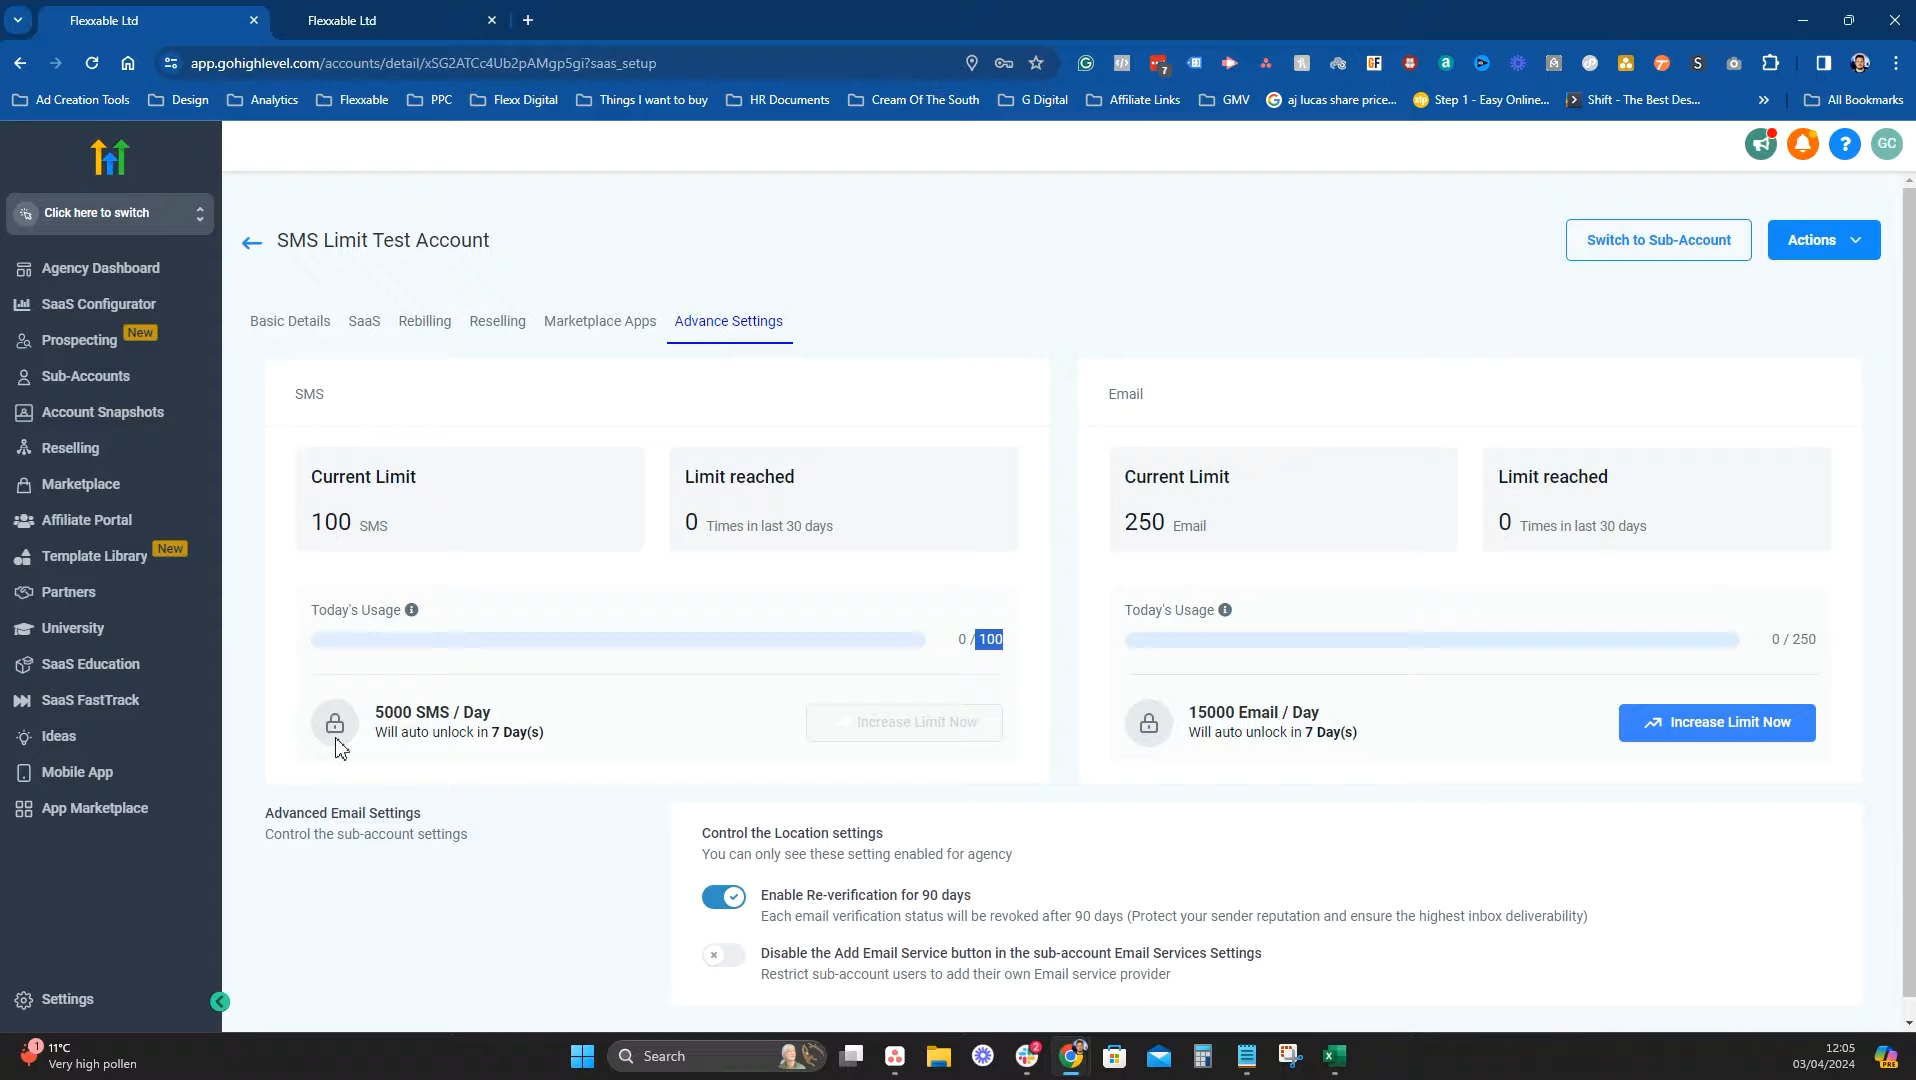 Flexxable Ltd
Flexxable Ltd
app.gohighlevel.com/accounts/detail/xSG2ATCc4Ub2pAMgp5gi?saas_setup
7
GF
a
S
Ad Creation Tools
Design
Analytics
Flexxable
PPC
Flexx Digital
Things I want to buy
HR Documents
Cream Of The South
G Digital
Affiliate Links
GMV
aj lucas share price...
Step 1 - Easy Online...
Shift - The Best Des...
»
All Bookmarks
?
GC
Click here to switch
SMS Limit Test Account
Switch to Sub-Account
Actions
Agency Dashboard
SaaS Configurator
Prospecting
New
Sub-Accounts
Account Snapshots
Reselling
Marketplace
Affiliate Portal
Template Library
New
Partners
University
SaaS Education
SaaS FastTrack
Ideas
Mobile App
App Marketplace
Settings
Basic Details
SaaS
Rebilling
Reselling
Marketplace Apps
Advance Settings
SMS
Current Limit
100 SMS
Limit reached
0 Times in last 30 days
Today's Usage
0 / 100
5000 SMS / Day
Will auto unlock in 7 Day(s)
Increase Limit Now
Email
Current Limit
250 Email
Limit reached
0 Times in last 30 days
Today's Usage
0 / 250
15000 Email / Day
Will auto unlock in 7 Day(s)
Increase Limit Now
Advanced Email Settings
Control the sub-account settings
Control the Location settings
You can only see these setting enabled for agency
Enable Re-verification for 90 days
Each email verification status will be revoked after 90 days (Protect your sender reputation and ensure the highest inbox deliverability)
Disable the Add Email Service button in the sub-account Email Services Settings
Restrict sub-account users to add their own Email service provider
1
11°C
Very high pollen
Search
2
12:05
03/04/2024
PRE